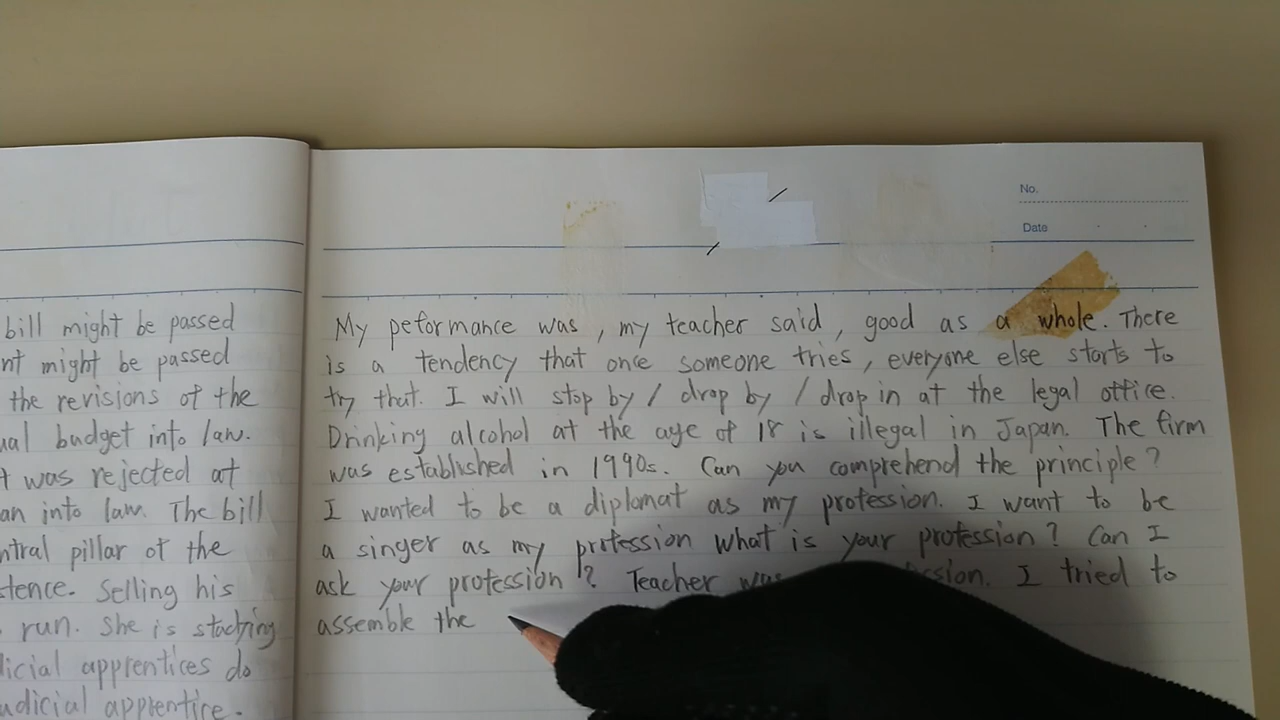 bill might be passed
nt might be passed
the revisions of the
ual budget into law.
t was rejected at
an into law. The bill
ntral pillar of the
stence. Selling his
run. She is studying
dicial apprentices do
udicial apprentice.
No.
Date
My peformance was, my teacher said, good as a whole. There
is a tendency that once someone tries, everyone else starts to
try that. I will stop by / drop by / drop in at the legal office.
Drinking alcohol at the age of 18 is illegal in Japan. The firm
was established in 1990s. Can you comprehend the principle?
I wanted to be a diplomat as my profession. I want to be
a singer as my profession what is your profession? Can I
ask your profession? Teacher was I tried to
assemble the